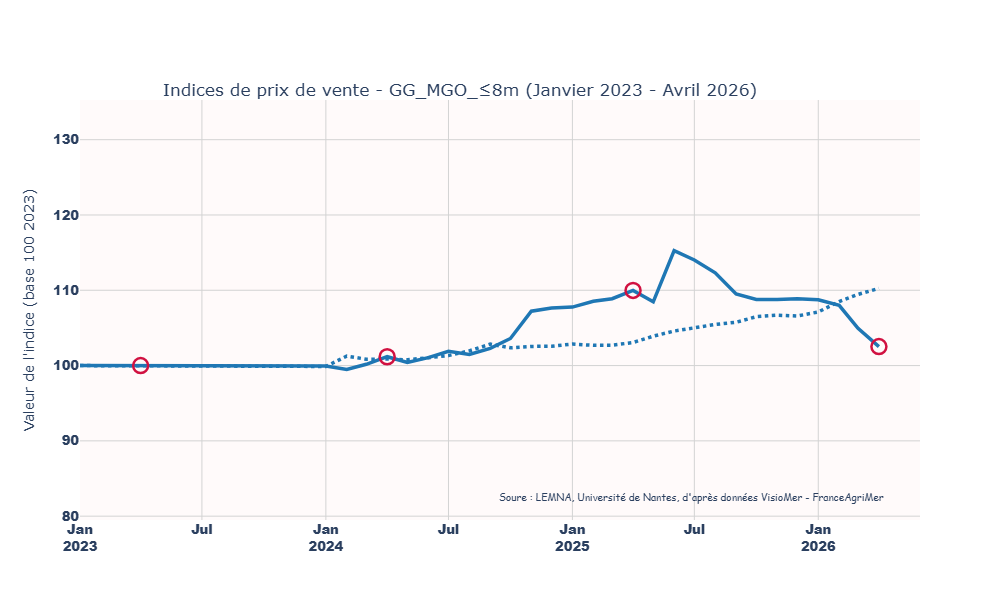 Indices de prix de vente - GG_MGO_≤8m (Janvier 2023 - Avril 2026)
Valeur de l'indice (base 100 2023)
130
120
110
100
90
80
Soure : LEMNA, Université de Nantes, d'après données VisioMer - FranceAgriMer
Jan Jul Jan Jul Jan Jul Jan
2023 2024 2025 2026